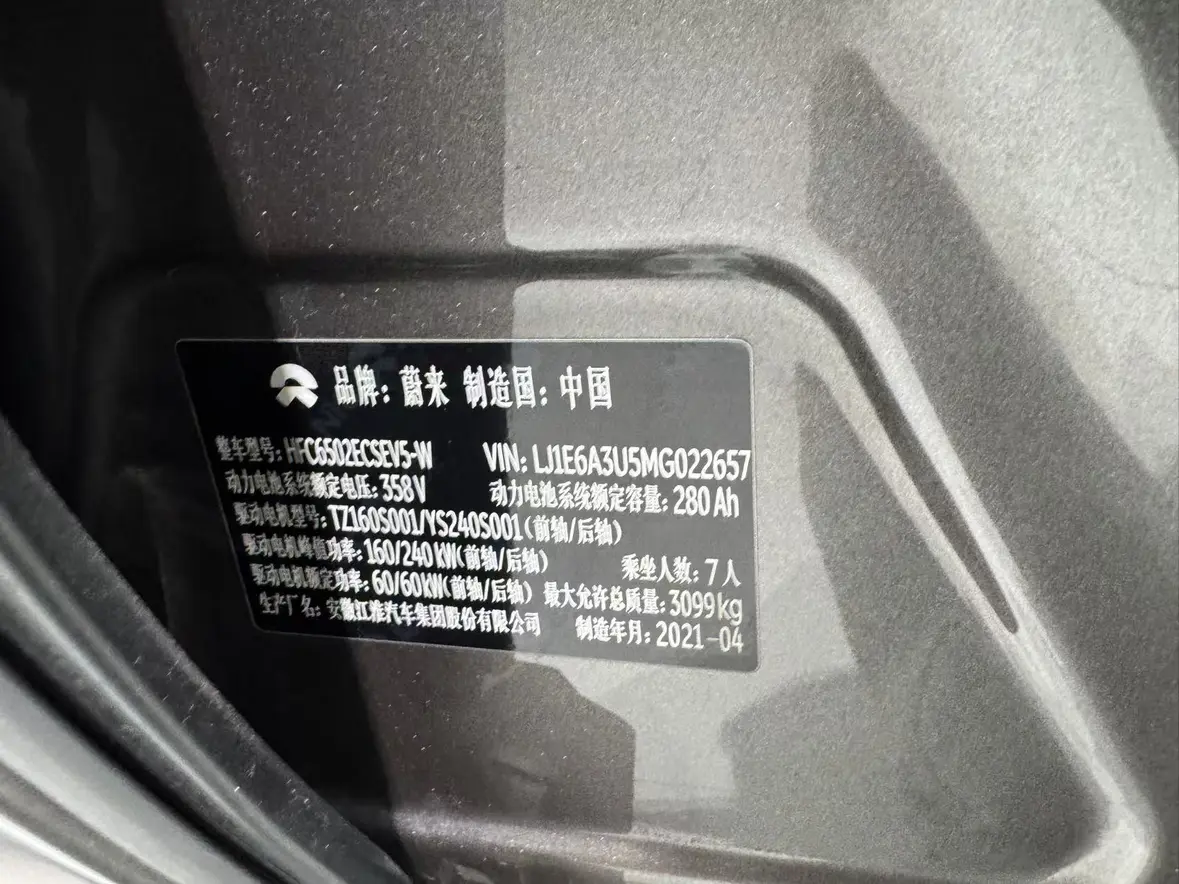 品牌：蔚来 制造国：中国
整车型号：HFC6502ECSEV5-W VIN：LJ1E6A3U5MG022657
动力电池系统额定电压：358V 动力电池系统额定容量：280Ah
驱动电机型号：TZ160S001/YS240S001(前轴/后轴)
驱动电机峰值功率：160/240kW(前轴/后轴) 乘坐人数：7人
驱动电机额定功率：60/60kW(前轴/后轴) 最大允许总质量：3099kg
生产厂名：安徽江淮汽车集团股份有限公司 制造年月：2021-04